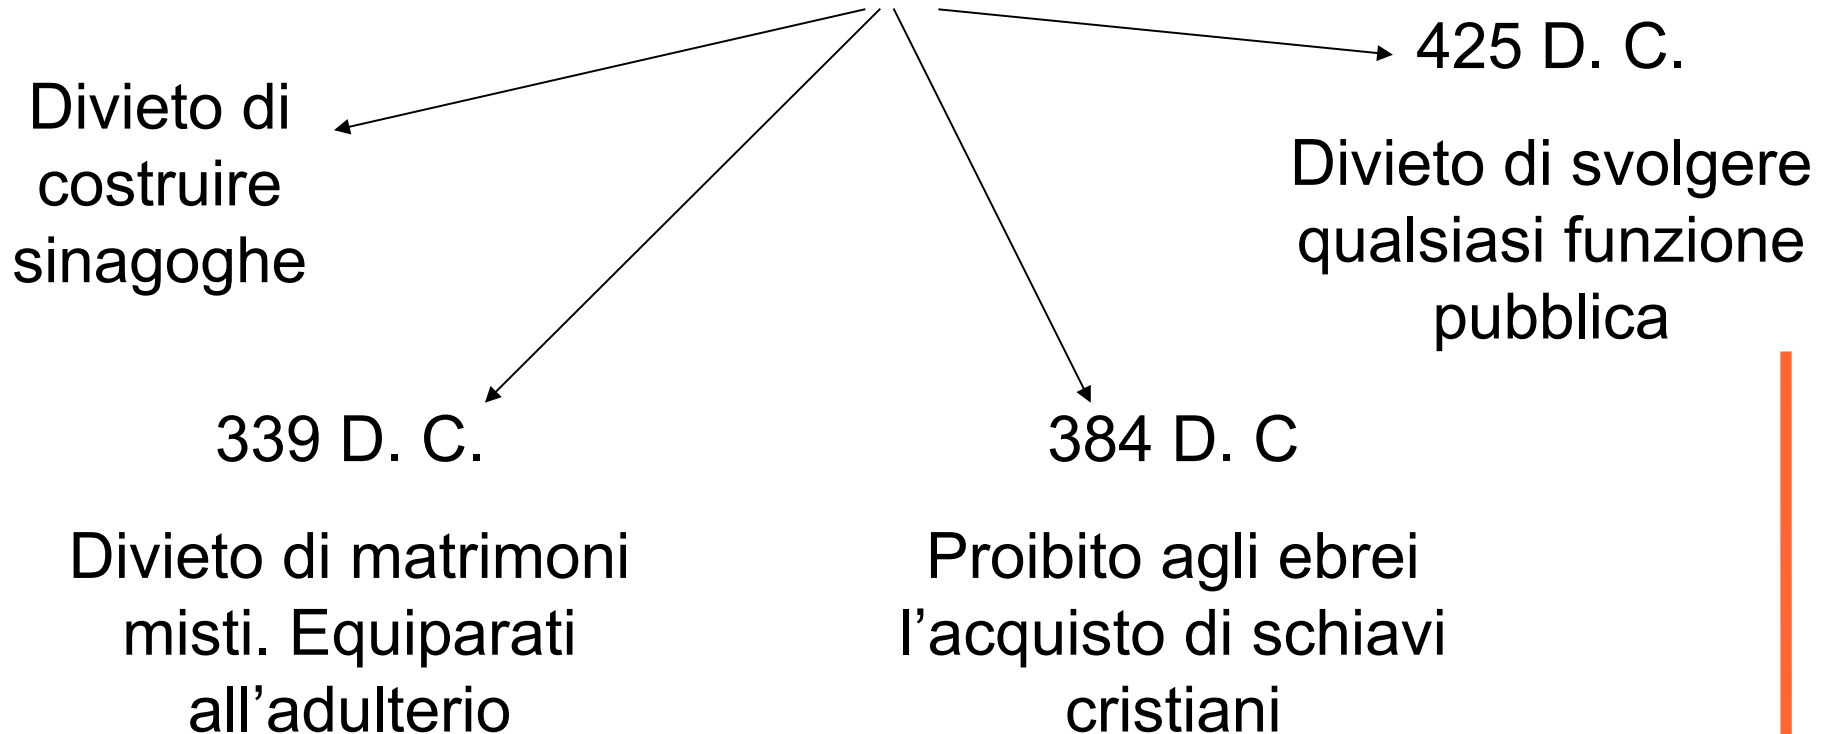 Divieto di
costruire
sinagoghe
425 D. C.
Divieto di svolgere
qualsiasi funzione
pubblica
339 D. C.
Divieto di matrimoni
misti. Equiparati
all’adulterio
384 D. C
Proibito agli ebrei
l’acquisto di schiavi
cristiani